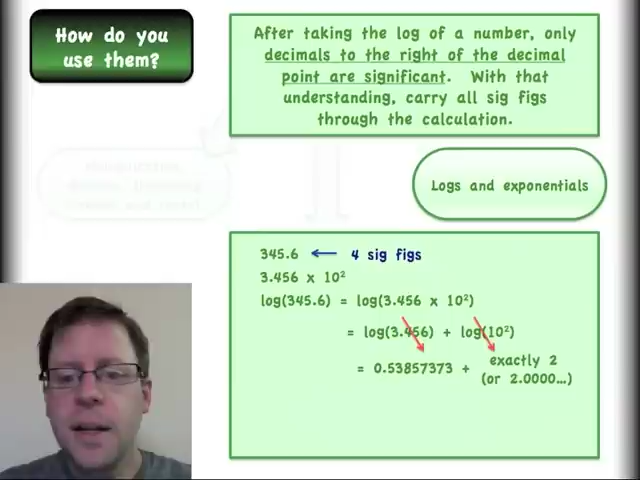 How do you
use them?
After taking the log of a number, only
decimals to the right of the decimal
point are significant. With that
understanding, carry all sig figs
through the calculation.
Logs and exponentials
345.6 ← 4 sig figs
3.456 x 10²
log(345.6) = log(3.456 x 10²)
= log(3.456) + log(10²)
= 0.53857373 + exactly 2
(or 2.0000...)